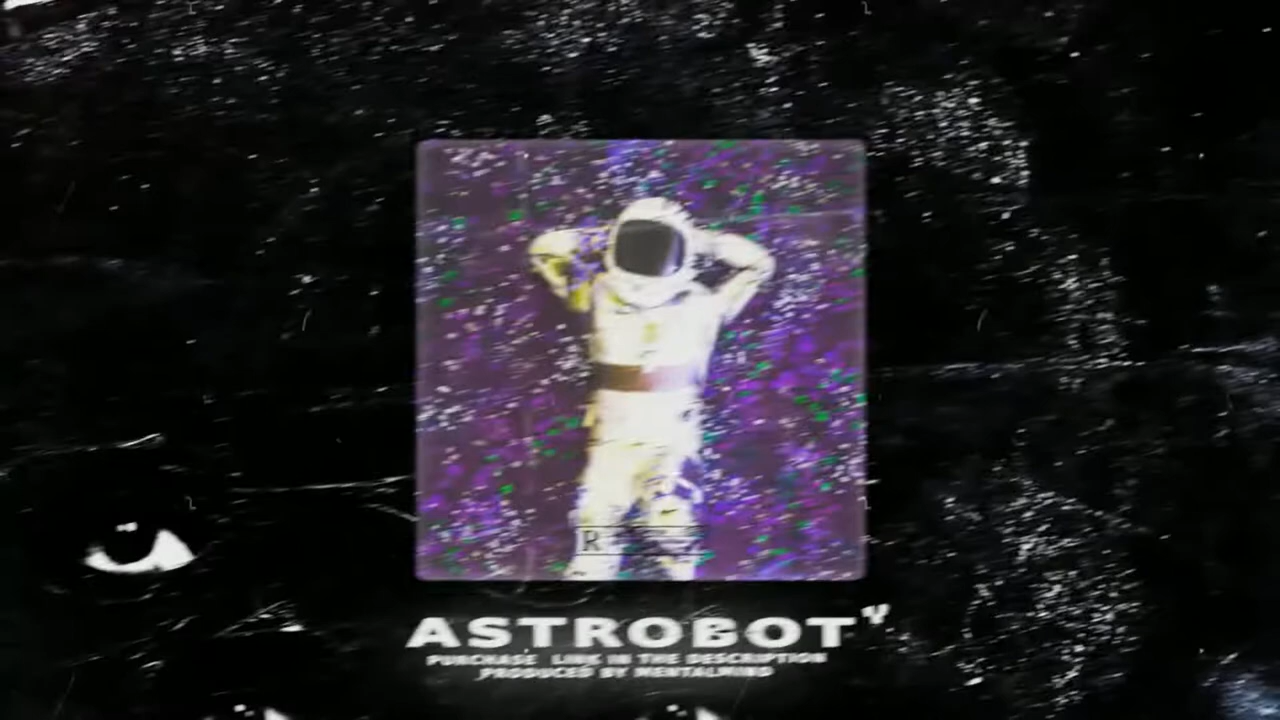 R
ASTROBOT
PURCHASE LINK IN THE DESCRIPTION
PRODUCED BY MENTALMIND